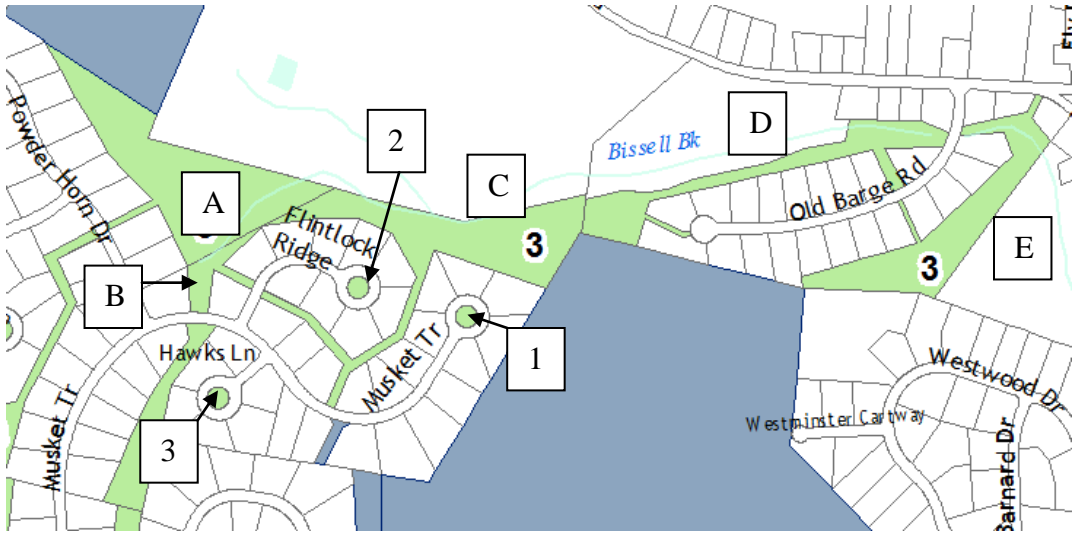 2
D
Bissell Bk
Powder Horn Dr
C
A
Flintlock
Ridge
Old Barge Rd
3
3
E
B
Hawks Ln
Musket Tr
1
Westwood Dr
Westminster Cartway
3
Musket Tr
Barnard Dr